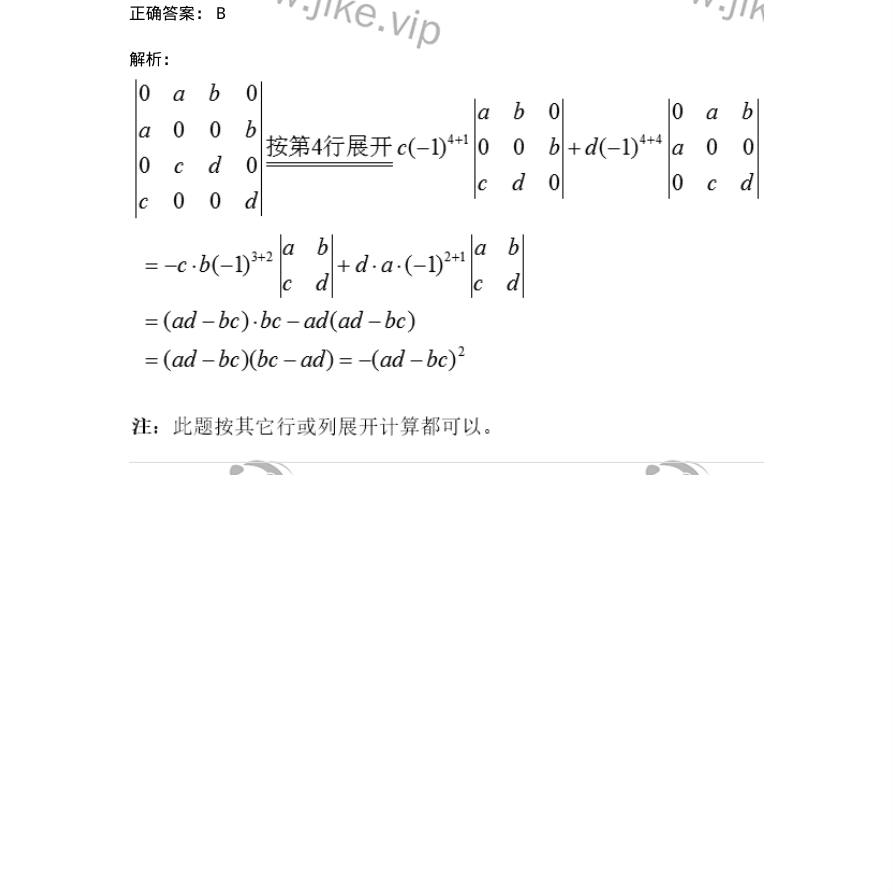 正确答案： B
www.jike.vip
解析：
|0 a b 0; a 0 0 b; 0 c d 0; c 0 0 d| 按第4行展开 c(−1)^{4+1} |a b 0; 0 0 b; c d 0| + d(−1)^{4+4} |0 a b; a 0 0; 0 c d|
= −c·b(−1)^{3+2} |a b; c d| + d·a·(−1)^{2+1} |a b; c d|
= (ad − bc)·bc − ad(ad − bc)
= (ad − bc)(bc − ad) = −(ad − bc)^2
注：此题按其它行或列展开计算都可以。